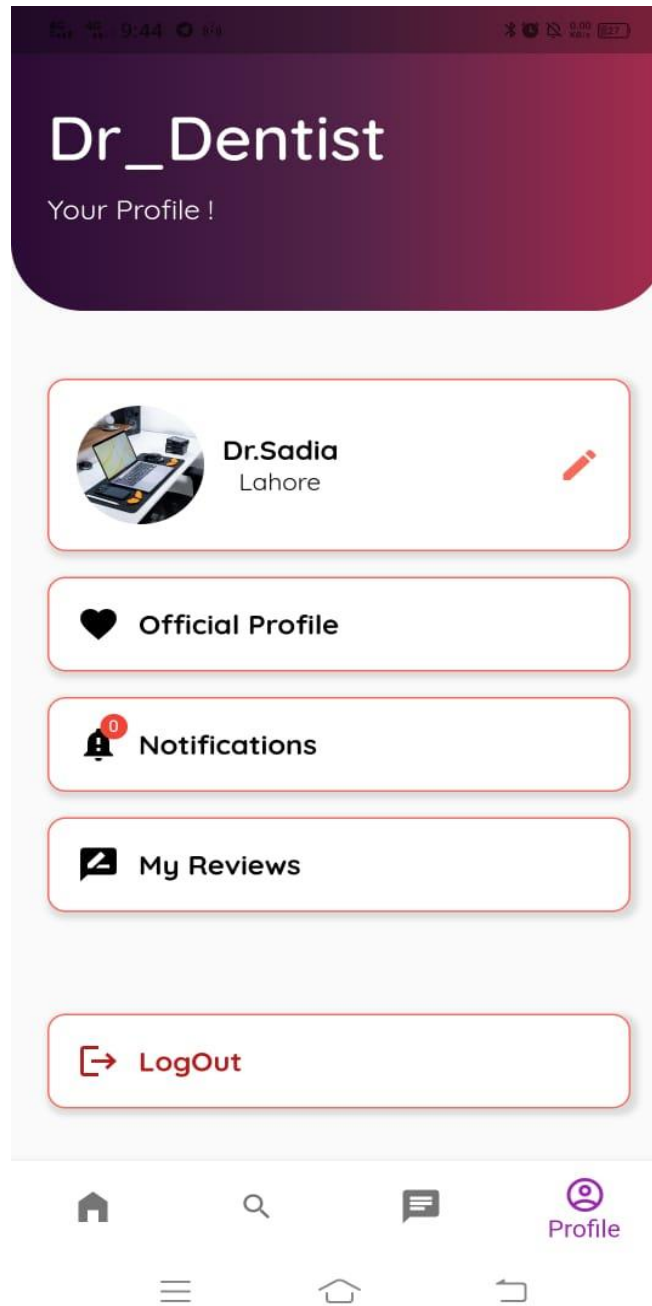 9:44
Dr_Dentist
Your Profile !
Dr.Sadia
Lahore
Official Profile
0
Notifications
My Reviews
LogOut
Profile